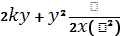 2ky + y² ▯/2x(▯²)